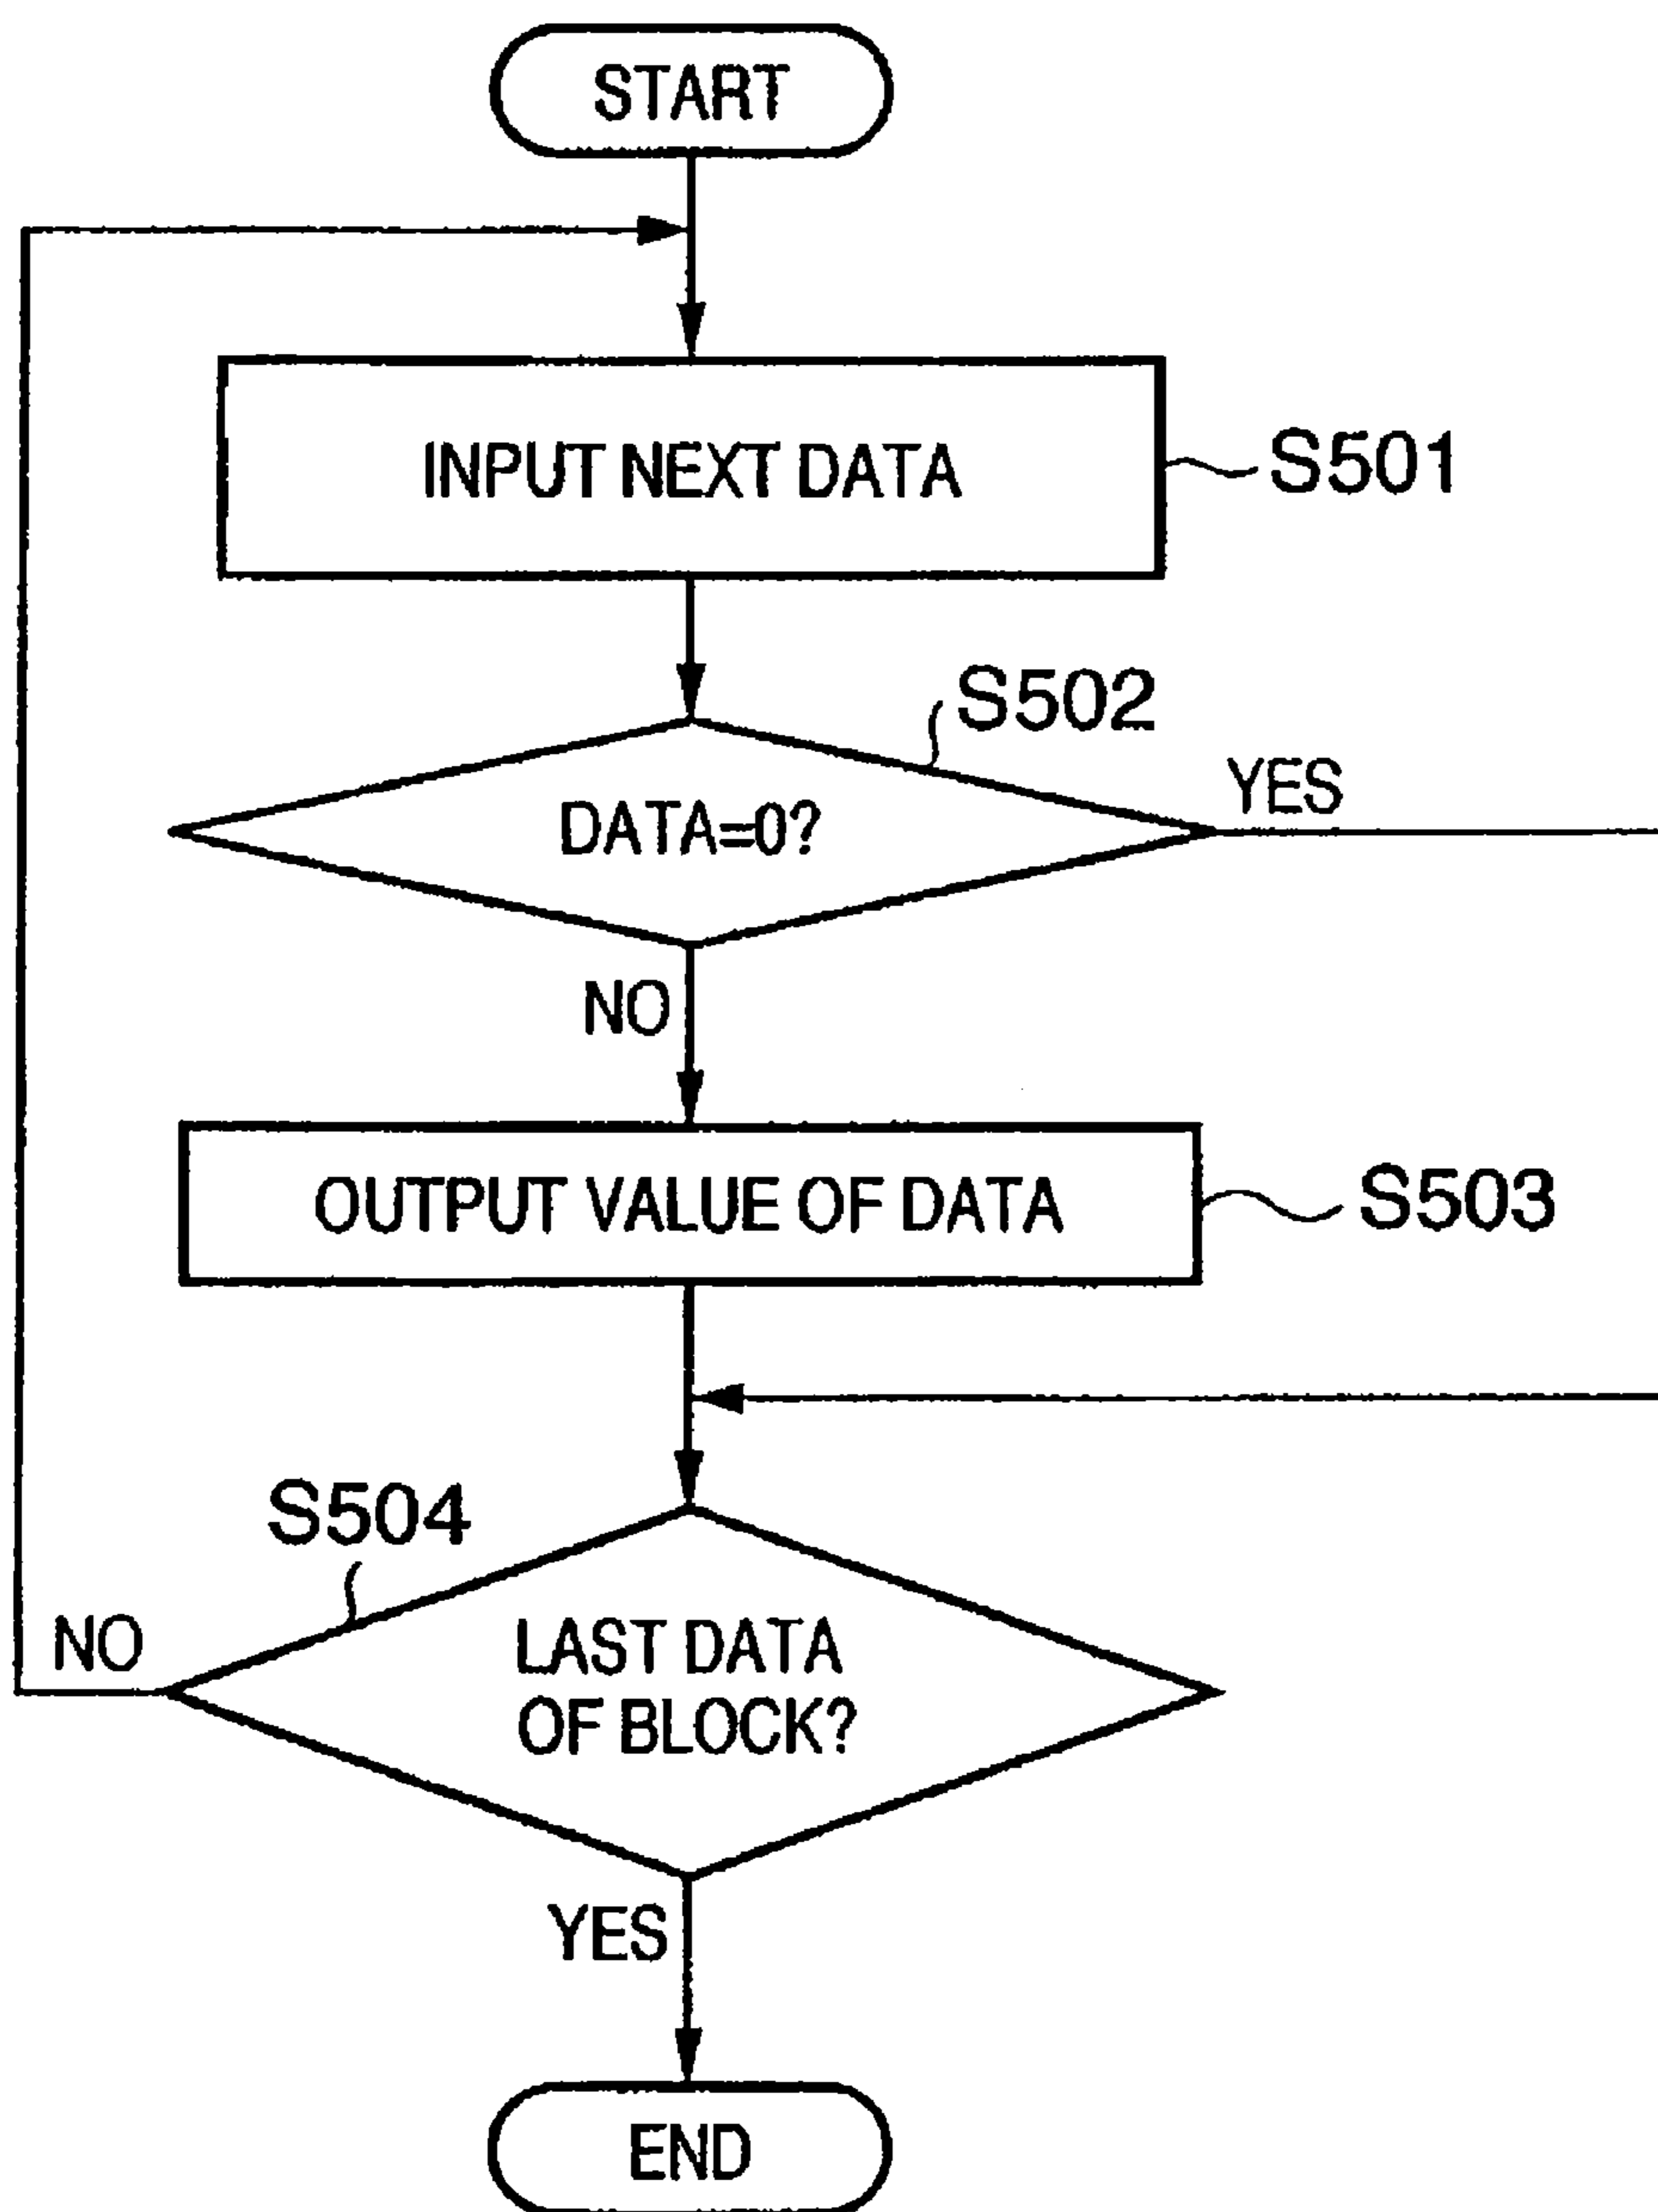 START
INPUT NEXT DATA
S501
S502
DATA=0?
YES
NO
OUTPUT VALUE OF DATA
S503
S504
NO
LAST DATA
OF BLOCK?
YES
END